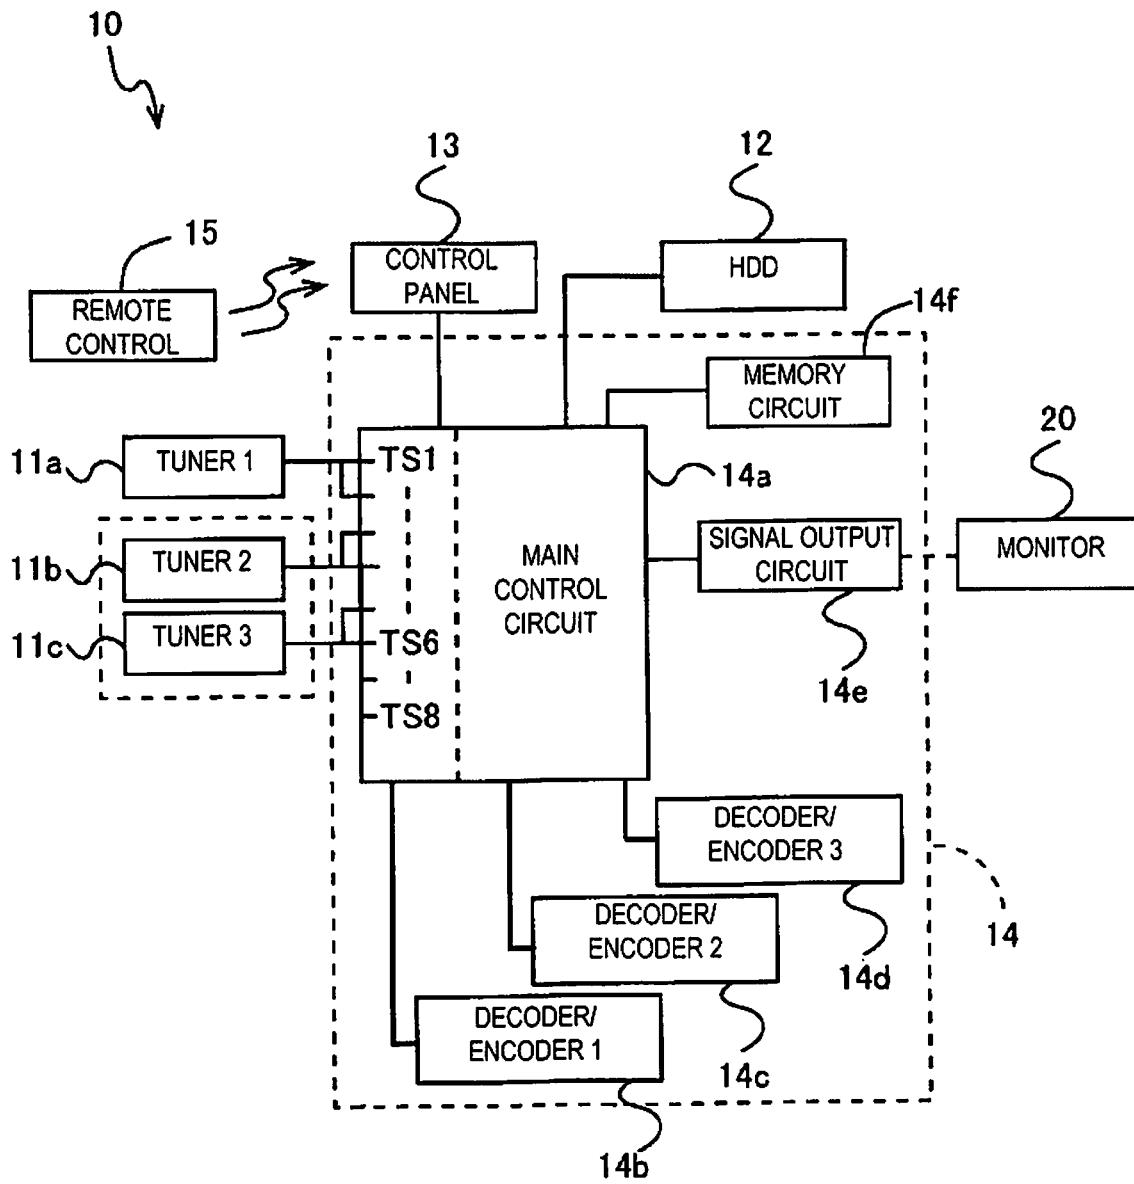 10
13
12
15
CONTROL
PANEL
HDD
REMOTE
CONTROL
14f
MEMORY
CIRCUIT
20
11a
TUNER 1
TS1
14a
11b
TUNER 2
MAIN
CONTROL
CIRCUIT
SIGNAL OUTPUT
CIRCUIT
MONITOR
11c
TUNER 3
TS6
14e
TS8
DECODER/
ENCODER 3
14
DECODER/
ENCODER 2
14d
DECODER/
ENCODER 1
14c
14b